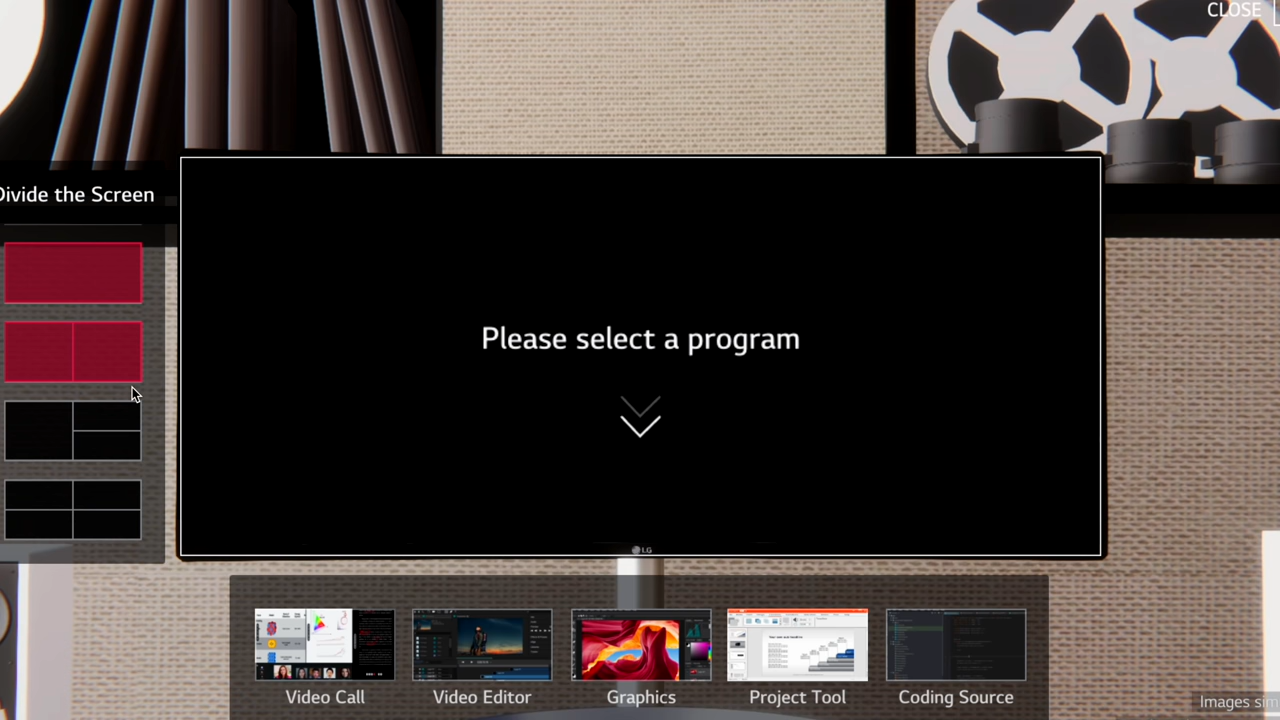 CLOSE
Divide the Screen
Please select a program
LG
Video Call
Video Editor
Graphics
Project Tool
Coding Source
Images sim